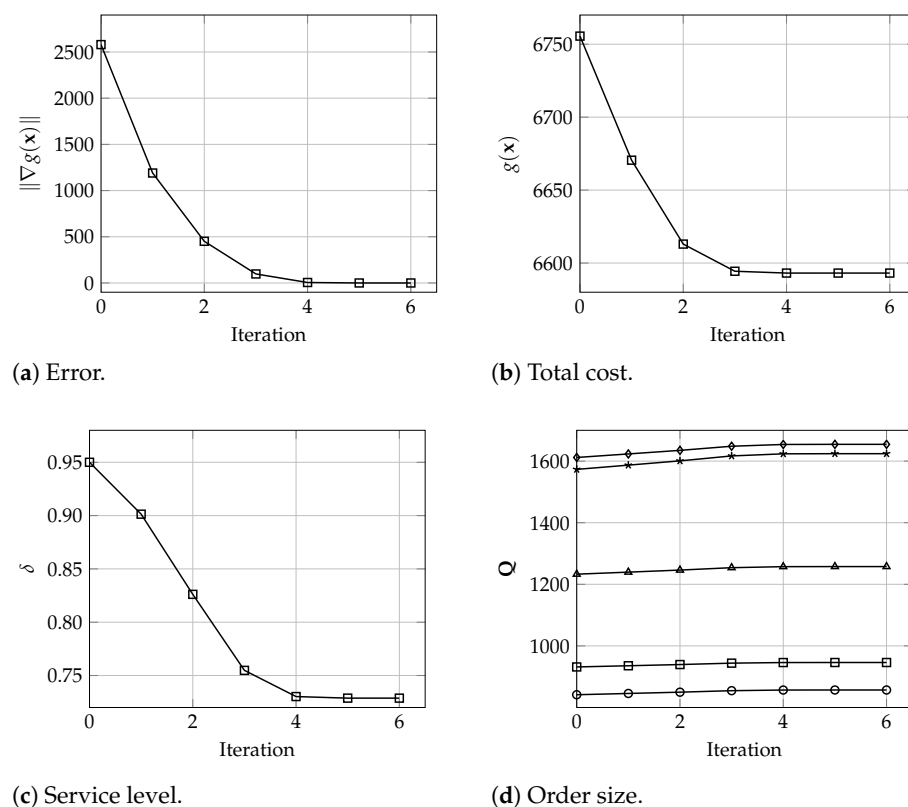 2500
2000
1500
1000
500
0
‖∇g(𝐱)‖
0 2 4 6
Iteration
(a) Error.
6750
6700
6650
6600
g(𝐱)
0 2 4 6
Iteration
(b) Total cost.
0.95
0.90
0.85
0.80
0.75
δ
0 2 4 6
Iteration
(c) Service level.
1600
1400
1200
1000
Q
0 2 4 6
Iteration
(d) Order size.